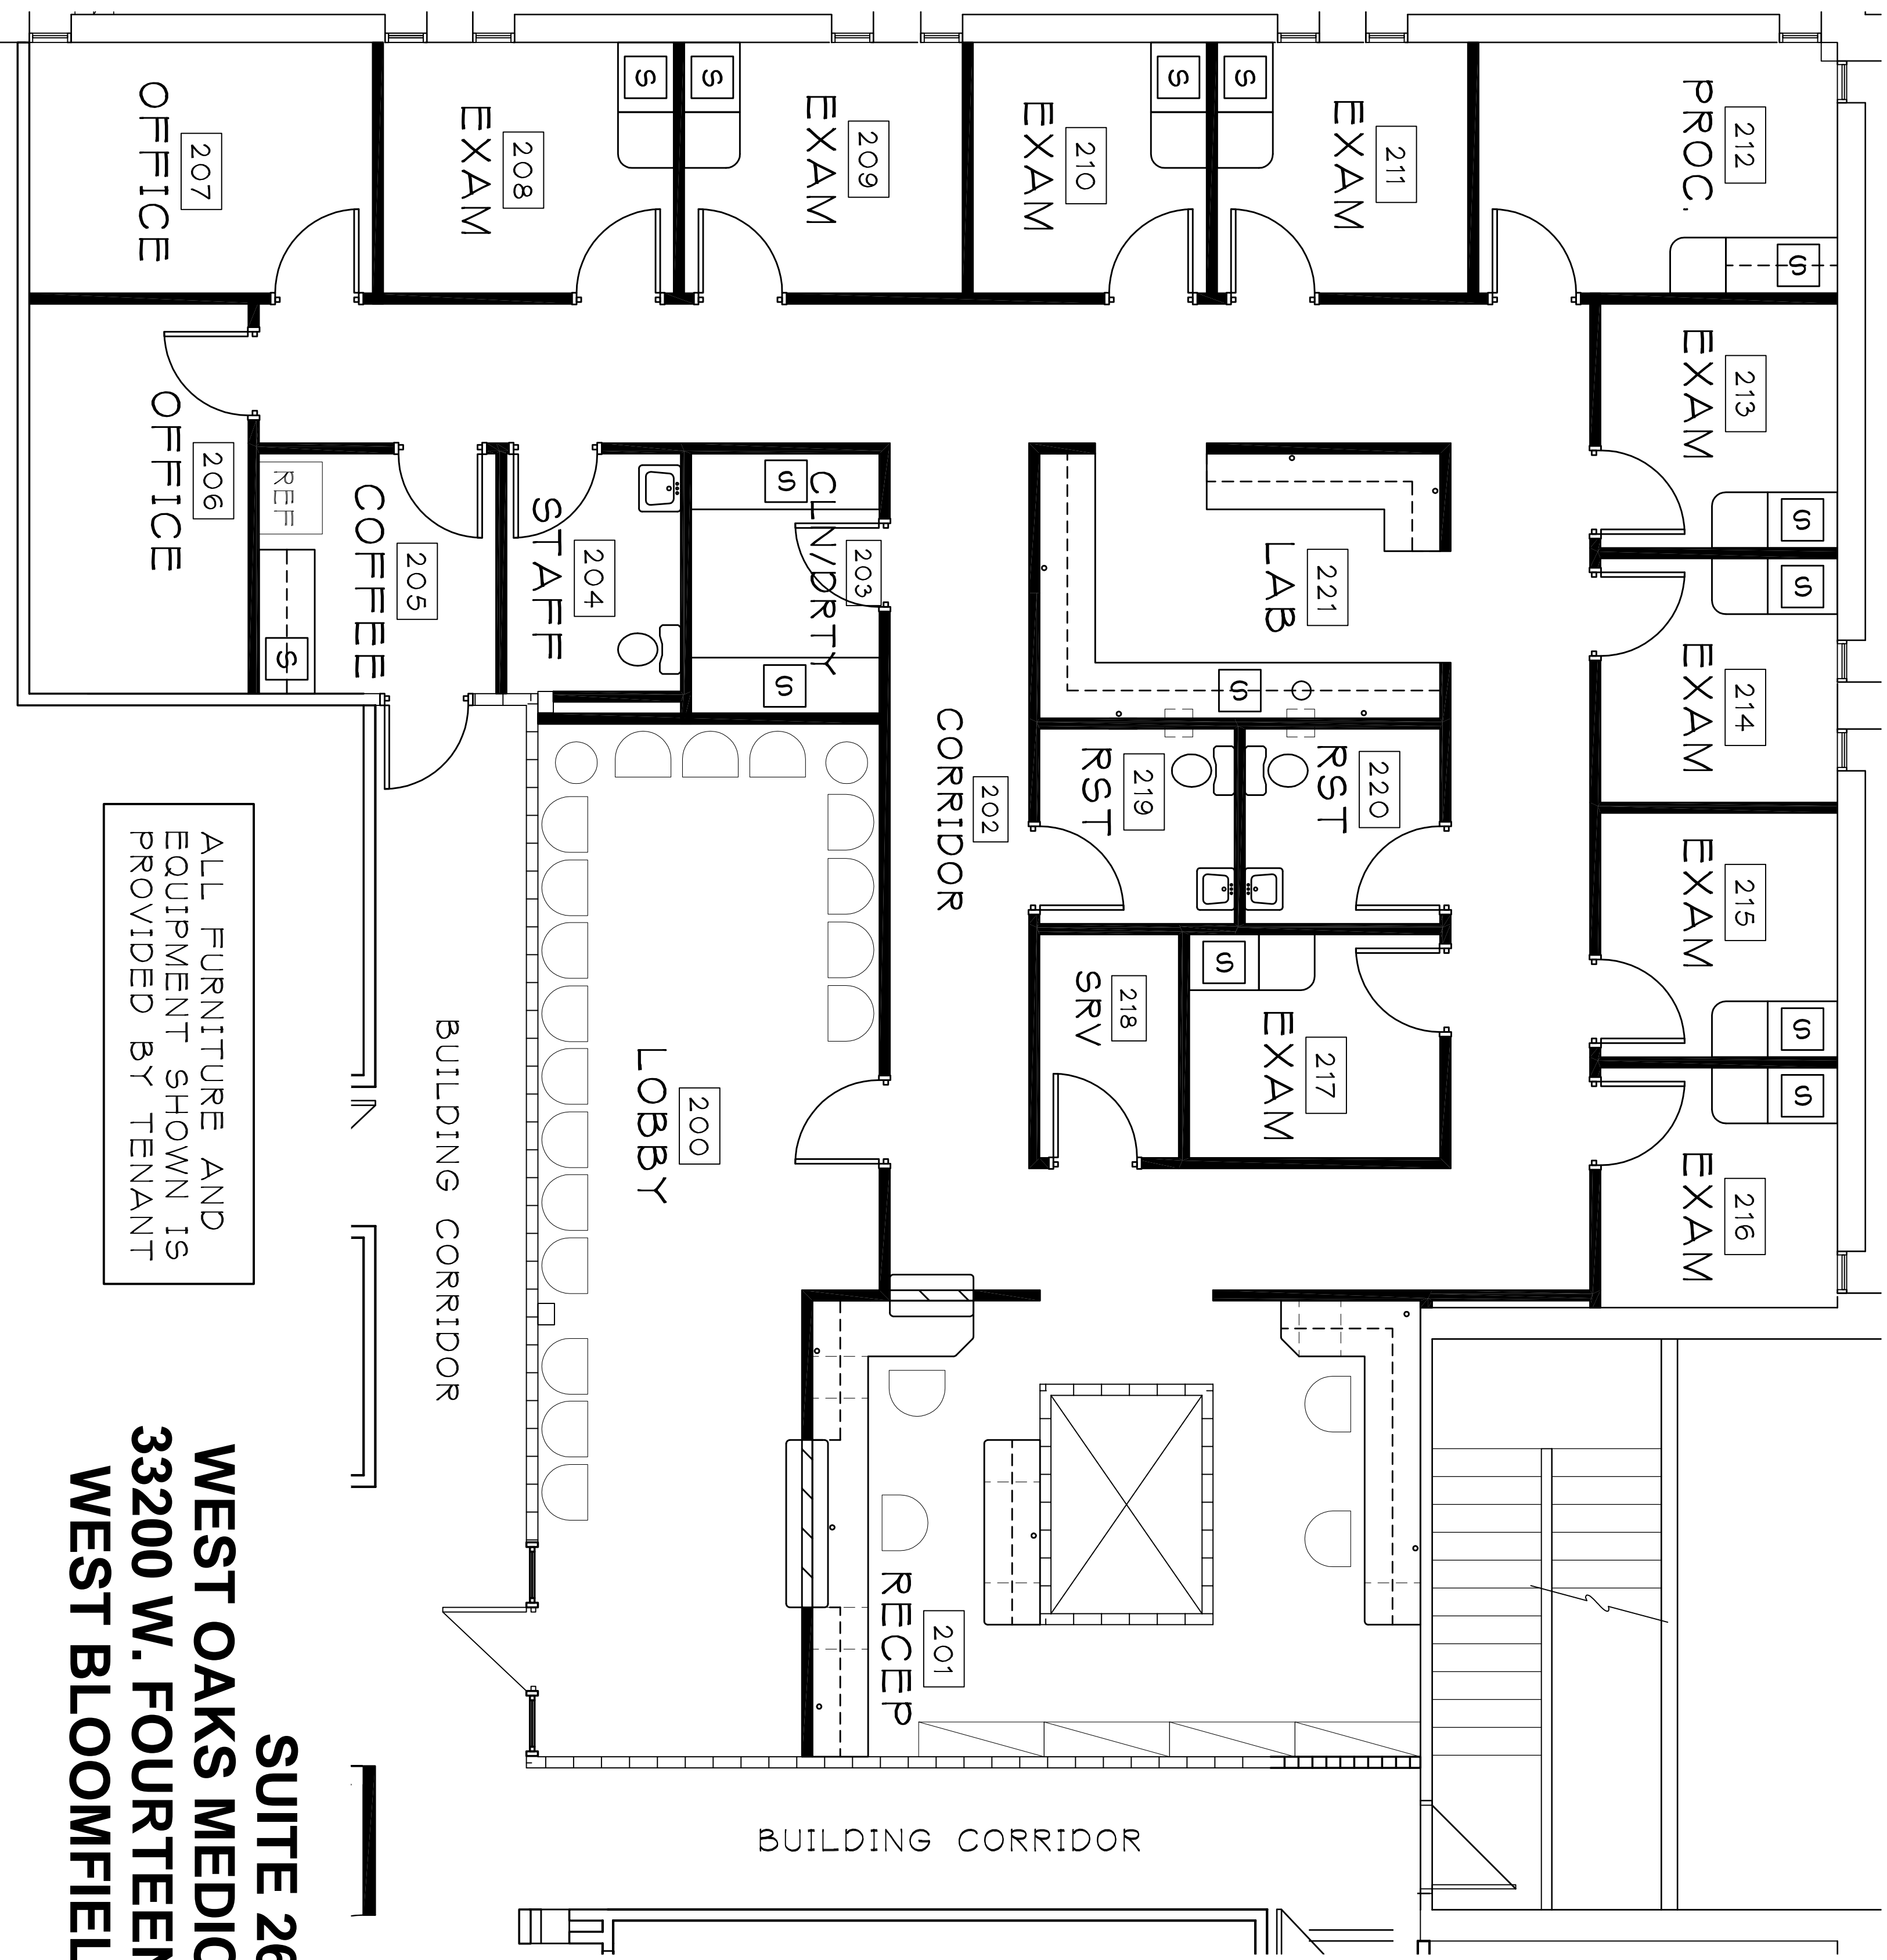 207
OFFICE
208
EXAM
S
S
209
EXAM
210
EXAM
S
S
211
EXAM
212
PROC.
S
206
OFFICE
REF
205
COFFEE
S
204
STAFF
203
CLN/DRTY
S
S
202
CORRIDOR
221
LAB
S
213
EXAM
S
214
EXAM
S
215
EXAM
S
216
EXAM
S
219
RST
220
RST
218
SRV
217
EXAM
S
200
LOBBY
201
RECEP
BUILDING CORRIDOR
BUILDING CORRIDOR
ALL FURNITURE AND
EQUIPMENT SHOWN IS
PROVIDED BY TENANT
SUITE 26
WEST OAKS MEDIC
33200 W. FOURTEEN
WEST BLOOMFIEL